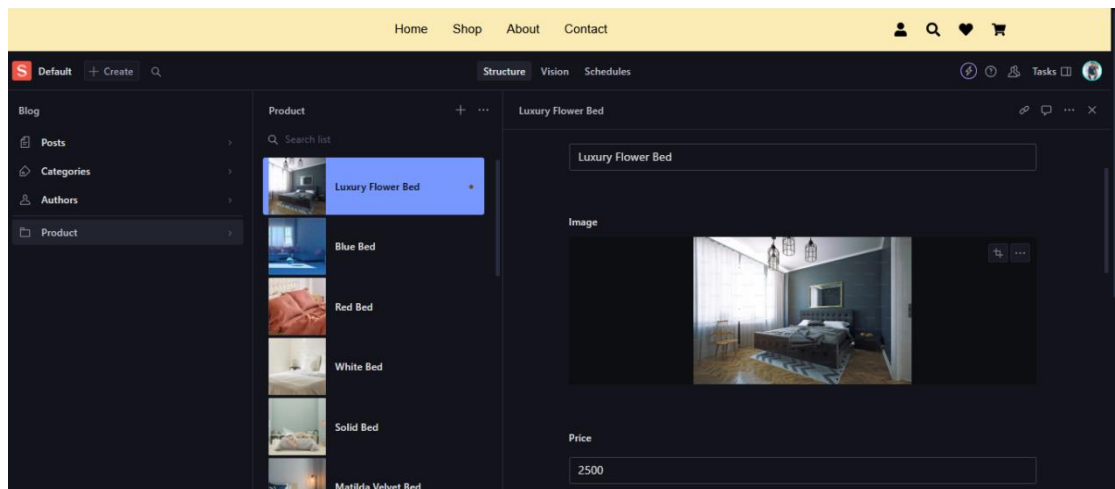 Home Shop About Contact
S Default + Create Structure Vision Schedules Tasks
Blog
Posts
Categories
Authors
Product
Product
Search list
Luxury Flower Bed
Blue Bed
Red Bed
White Bed
Solid Bed
Matilda Velvet Bed
Luxury Flower Bed
Luxury Flower Bed
Image
Price
2500